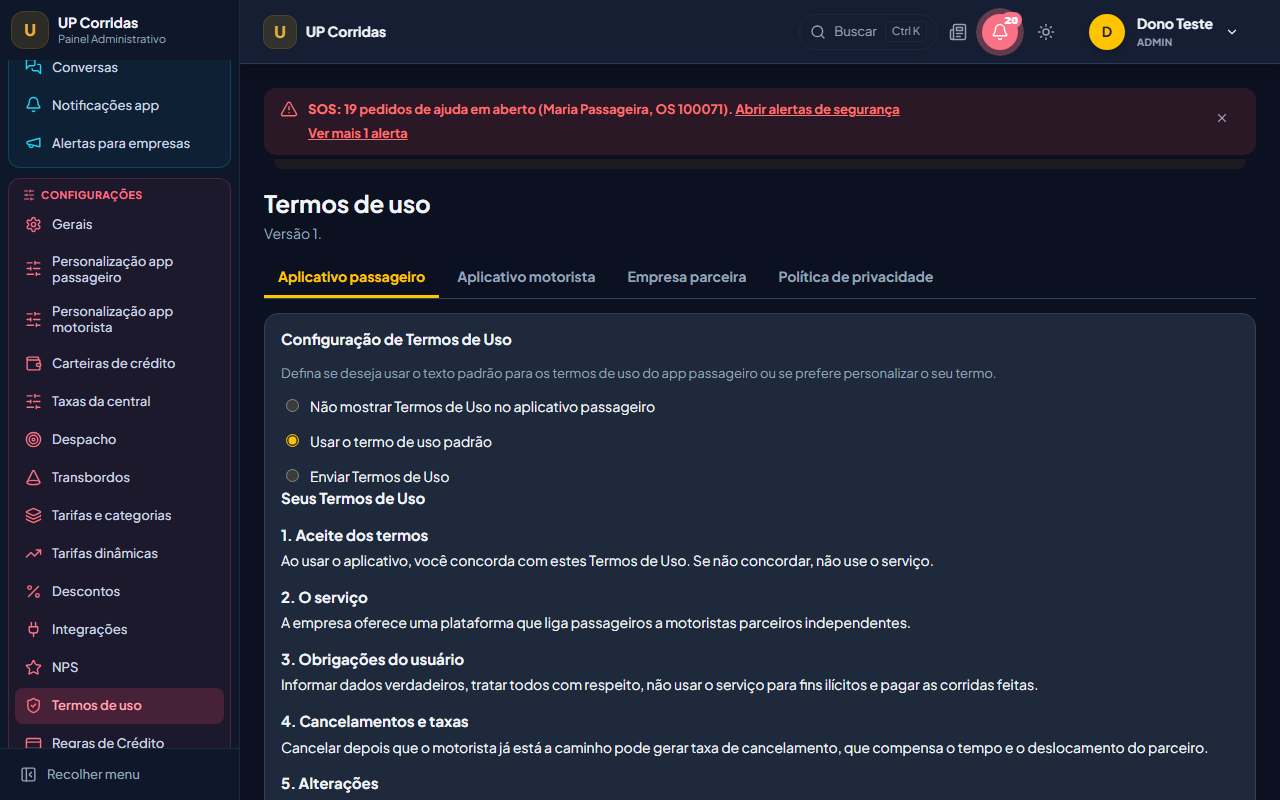 U
UP Corridas
Painel Administrativo
Conversas
Notificações app
Alertas para empresas
CONFIGURAÇÕES
Gerais
Personalização app
passageiro
Personalização app
motorista
Carteiras de crédito
Taxas da central
Despacho
Transbordos
Tarifas e categorias
Tarifas dinâmicas
Descontos
Integrações
NPS
Termos de uso
Regras de Crédito
Recolher menu
U
UP Corridas
Buscar
Ctrl K
20
D
Dono Teste
ADMIN
SOS: 19 pedidos de ajuda em aberto (Maria Passageira, OS 100071). Abrir alertas de segurança
Ver mais 1 alerta
Termos de uso
Versão 1.
Aplicativo passageiro
Aplicativo motorista
Empresa parceira
Política de privacidade
Configuração de Termos de Uso
Defina se deseja usar o texto padrão para os termos de uso do app passageiro ou se prefere personalizar o seu termo.
Não mostrar Termos de Uso no aplicativo passageiro
Usar o termo de uso padrão
Enviar Termos de Uso
Seus Termos de Uso
1. Aceite dos termos
Ao usar o aplicativo, você concorda com estes Termos de Uso. Se não concordar, não use o serviço.
2. O serviço
A empresa oferece uma plataforma que liga passageiros a motoristas parceiros independentes.
3. Obrigações do usuário
Informar dados verdadeiros, tratar todos com respeito, não usar o serviço para fins ilícitos e pagar as corridas feitas.
4. Cancelamentos e taxas
Cancelar depois que o motorista já está a caminho pode gerar taxa de cancelamento, que compensa o tempo e o deslocamento do parceiro.
5. Alterações